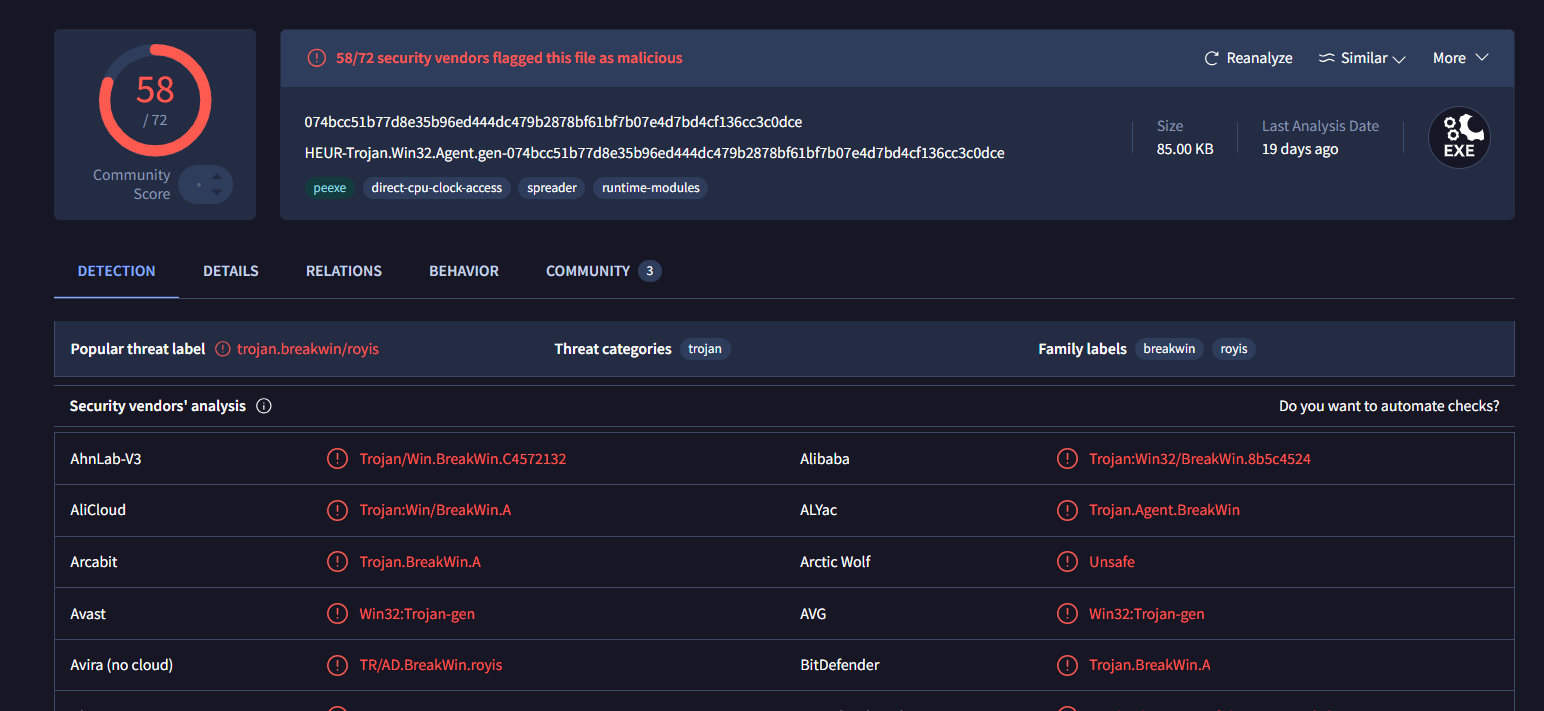 58
/ 72
Community
Score
58/72 security vendors flagged this file as malicious
Reanalyze
Similar
More
074bcc51b77d8e35b96ed444dc479b2878bf61bf7b07e4d7bd4cf136cc3c0dce
HEUR-Trojan.Win32.Agent.gen-074bcc51b77d8e35b96ed444dc479b2878bf61bf7b07e4d7bd4cf136cc3c0dce
peexe direct-cpu-clock-access spreader runtime-modules
Size
85.00 KB
Last Analysis Date
19 days ago
EXE
DETECTION DETAILS RELATIONS BEHAVIOR COMMUNITY 3
Popular threat label trojan.breakwin/royis Threat categories trojan Family labels breakwin royis
Security vendors' analysis Do you want to automate checks?
AhnLab-V3 Trojan/Win.BreakWin.C4572132 Alibaba Trojan:Win32/BreakWin.8b5c4524
AliCloud Trojan:Win/BreakWin.A ALYac Trojan.Agent.BreakWin
Arcabit Trojan.BreakWin.A Arctic Wolf Unsafe
Avast Win32:Trojan-gen AVG Win32:Trojan-gen
Avira (no cloud) TR/AD.BreakWin.royis BitDefender Trojan.BreakWin.A